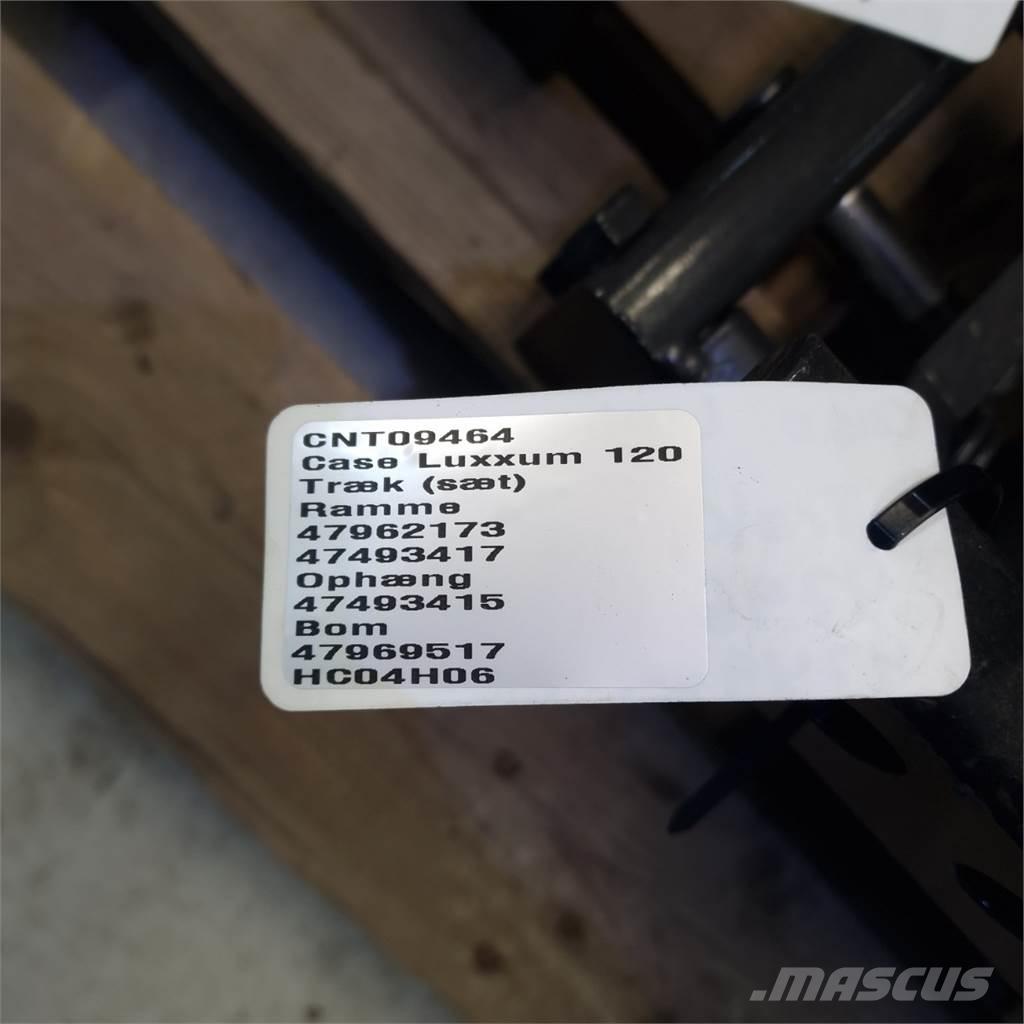 CNT09464
Case Luxxum 120
Træk (sæt)
Ramme
47962173
47493417
Ophæng
47493415
Bom
47969517
HC04H06
.MASCUS